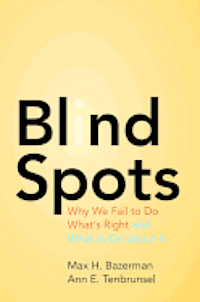 Blind
Spots
Why We Fail to Do
What's Right and
What to Do about It
Max H. Bazerman
Ann E. Tenbrunsel